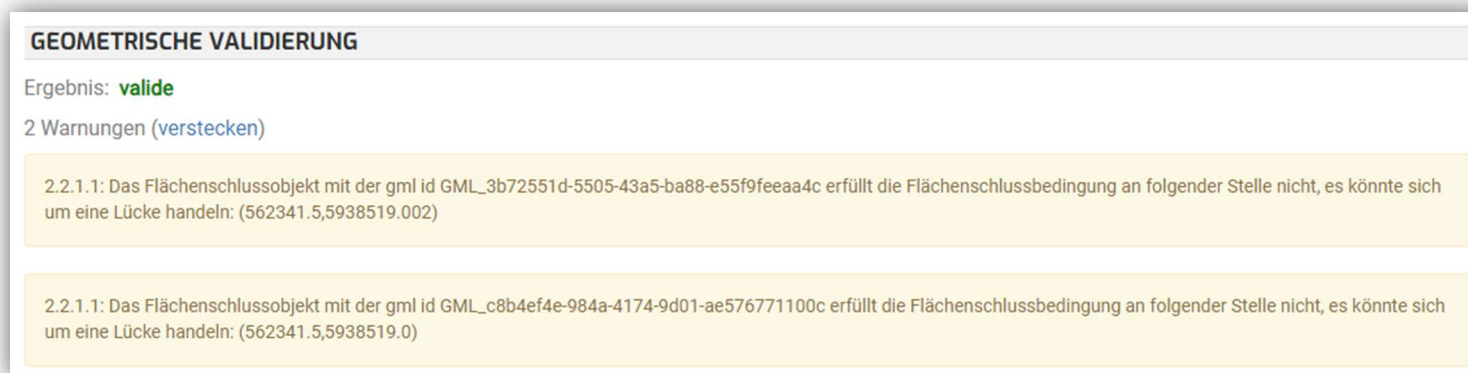 GEOMETRISCHE VALIDIERUNG
Ergebnis: valide
2 Warnungen (verstecken)
2.2.1.1: Das Flächenschlussobjekt mit der gml id GML_3b72551d-5505-43a5-ba88-e55f9feeaa4c erfüllt die Flächenschlussbedingung an folgender Stelle nicht, es könnte sich
um eine Lücke handeln: (562341.5,5938519.002)
2.2.1.1: Das Flächenschlussobjekt mit der gml id GML_c8b4ef4e-984a-4174-9d01-ae576771100c erfüllt die Flächenschlussbedingung an folgender Stelle nicht, es könnte sich
um eine Lücke handeln: (562341.5,5938519.0)